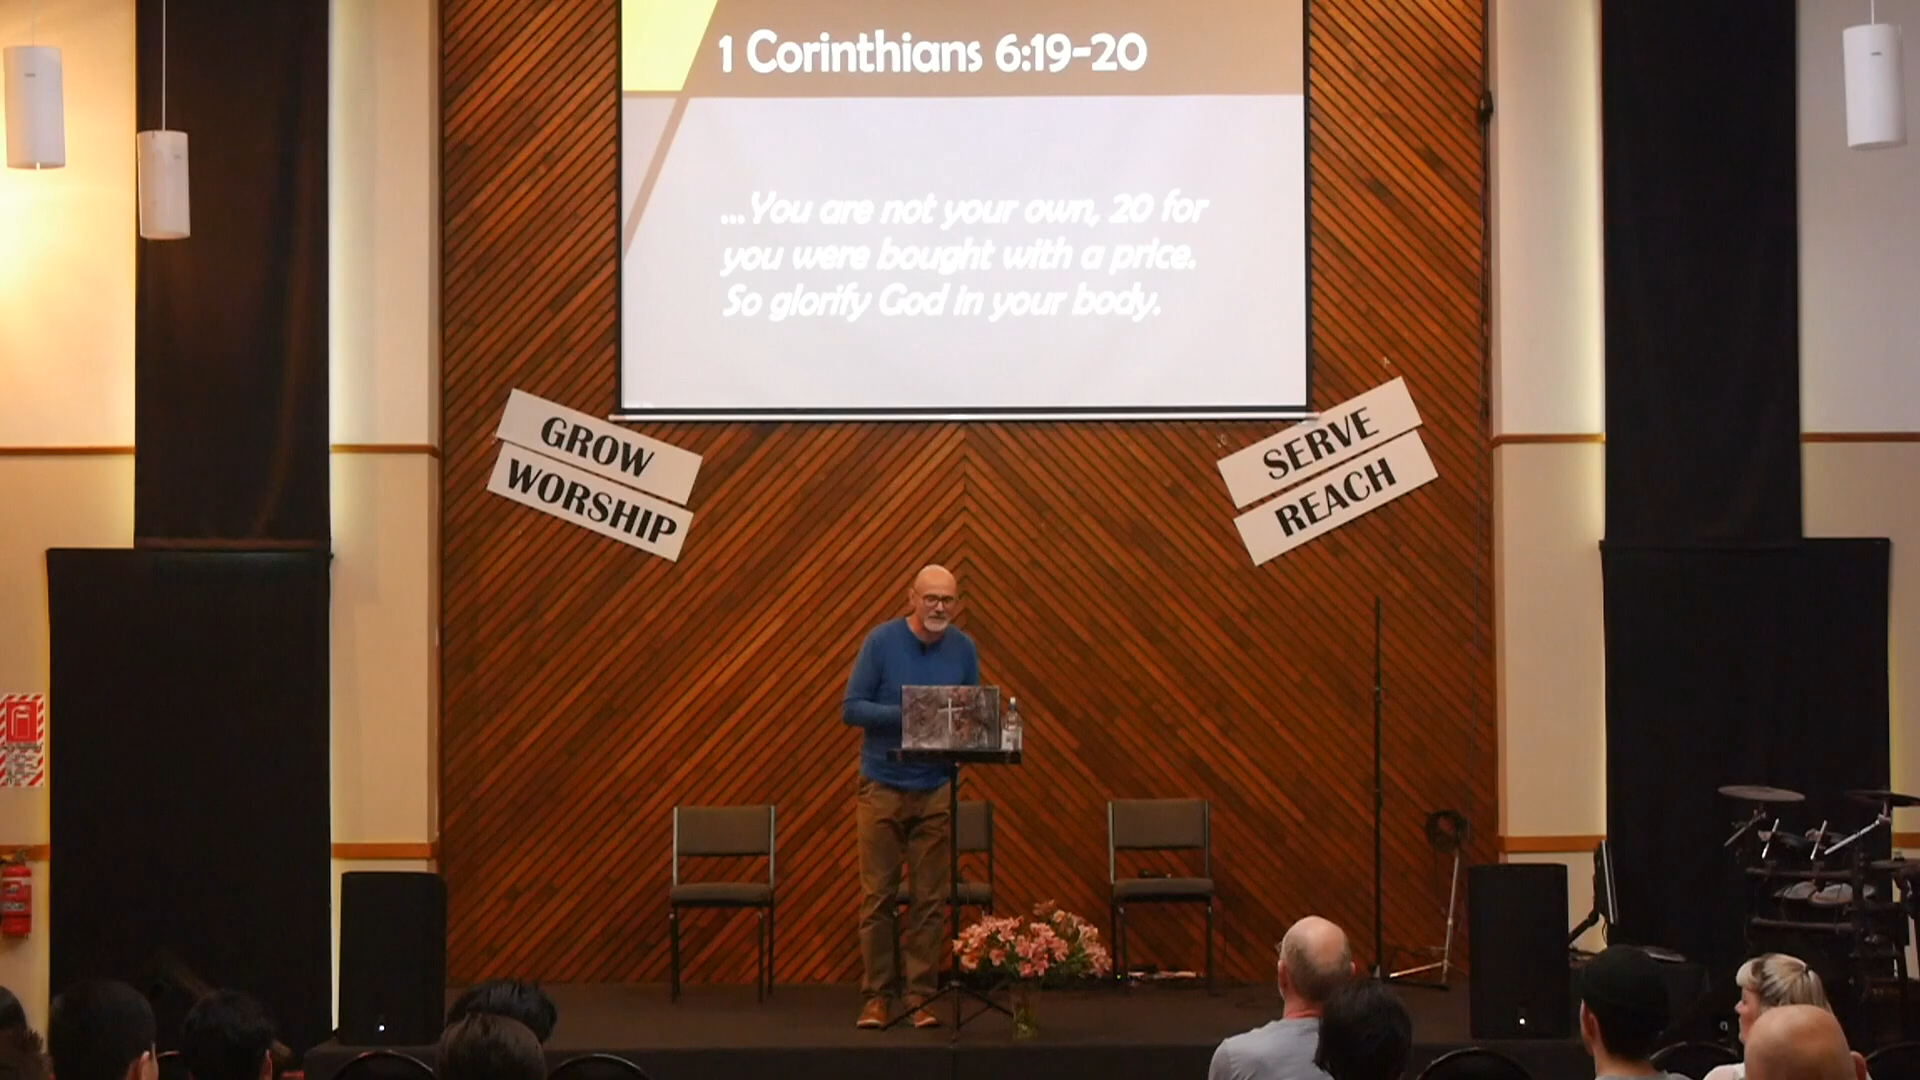 1 Corinthians 6:19-20
...You are not your own, 20 for
you were bought with a price.
So glorify God in your body.
GROW
WORSHIP
SERVE
REACH